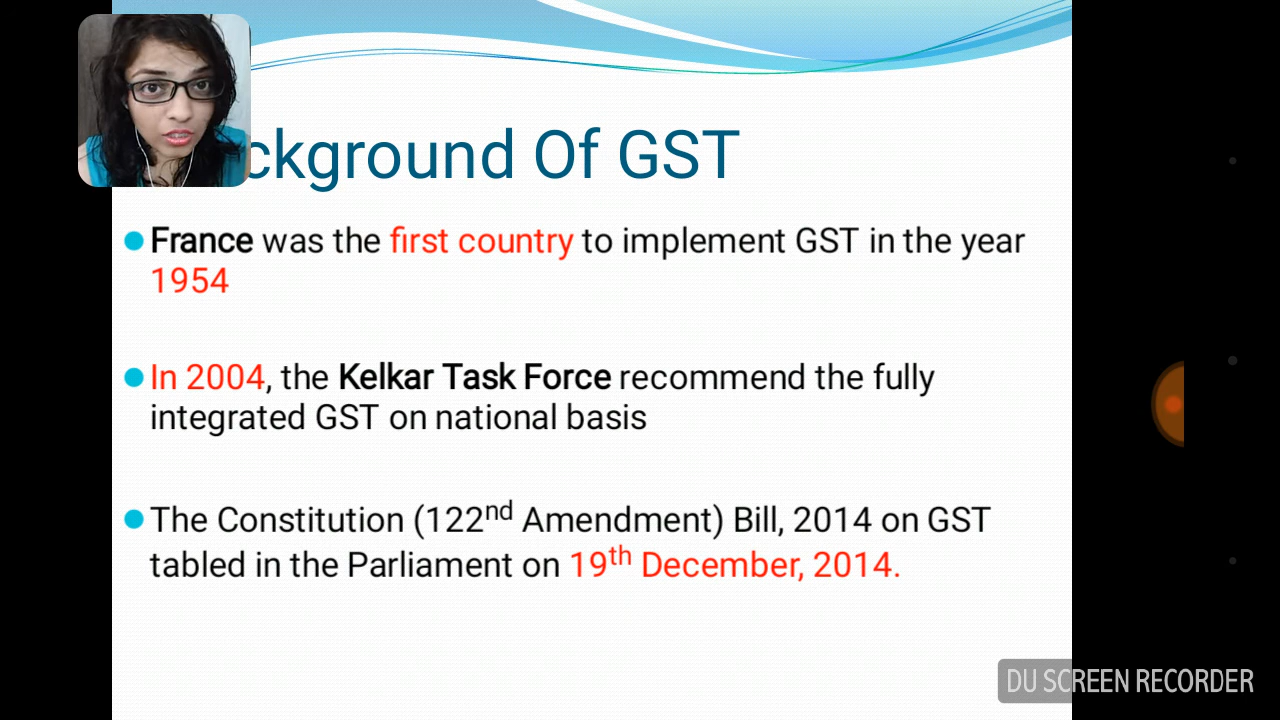 ckground Of GST
France was the first country to implement GST in the year
1954
In 2004, the Kelkar Task Force recommend the fully
integrated GST on national basis
The Constitution (122nd Amendment) Bill, 2014 on GST
tabled in the Parliament on 19th December, 2014.
DU SCREEN RECORDER